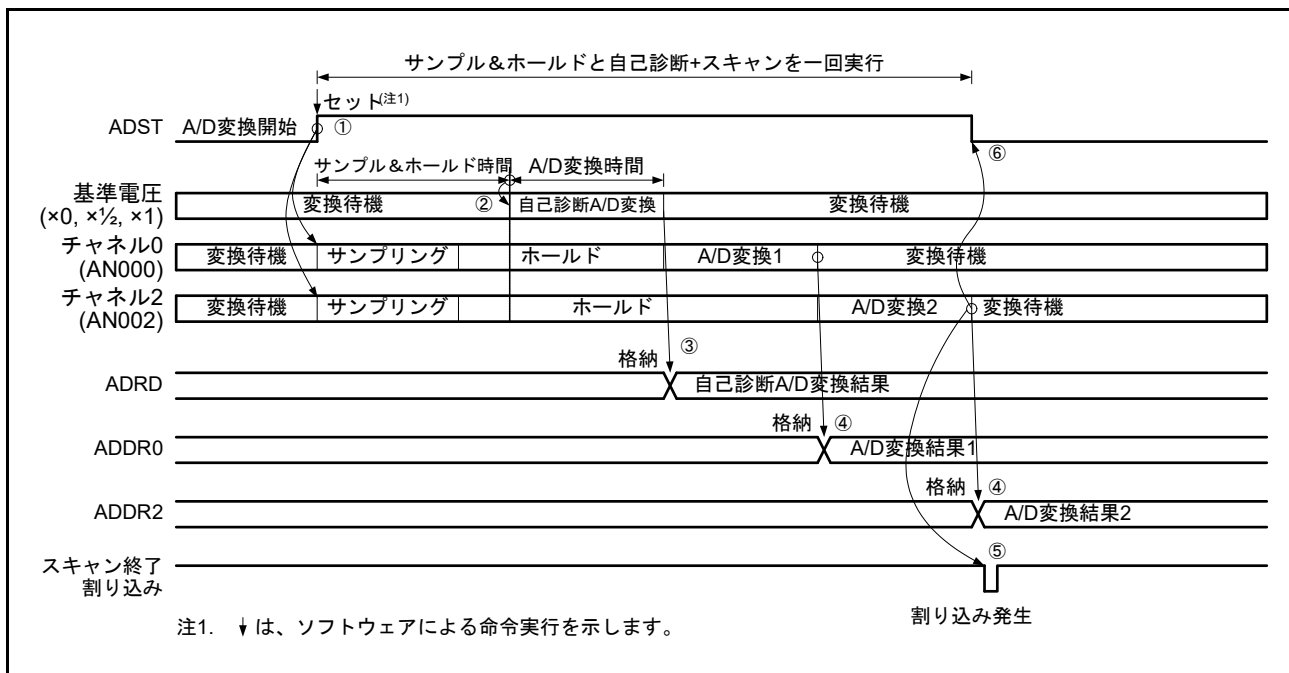 サンプル＆ホールドと自己診断+スキャンを一回実行
セット(注1)
ADST A/D変換開始 ① ⑥
サンプル＆ホールド時間 A/D変換時間
基準電圧
(×0, ×½, ×1)
変換待機 ② 自己診断A/D変換 変換待機
チャネル0
(AN000)
変換待機 サンプリング ホールド A/D変換1 変換待機
チャネル2
(AN002)
変換待機 サンプリング ホールド A/D変換2 変換待機
格納 ③
ADRD 自己診断A/D変換結果
格納 ④
ADDR0 A/D変換結果1
格納 ④
ADDR2 A/D変換結果2
スキャン終了
割り込み
⑤
割り込み発生
注1. ↓は、ソフトウェアによる命令実行を示します。